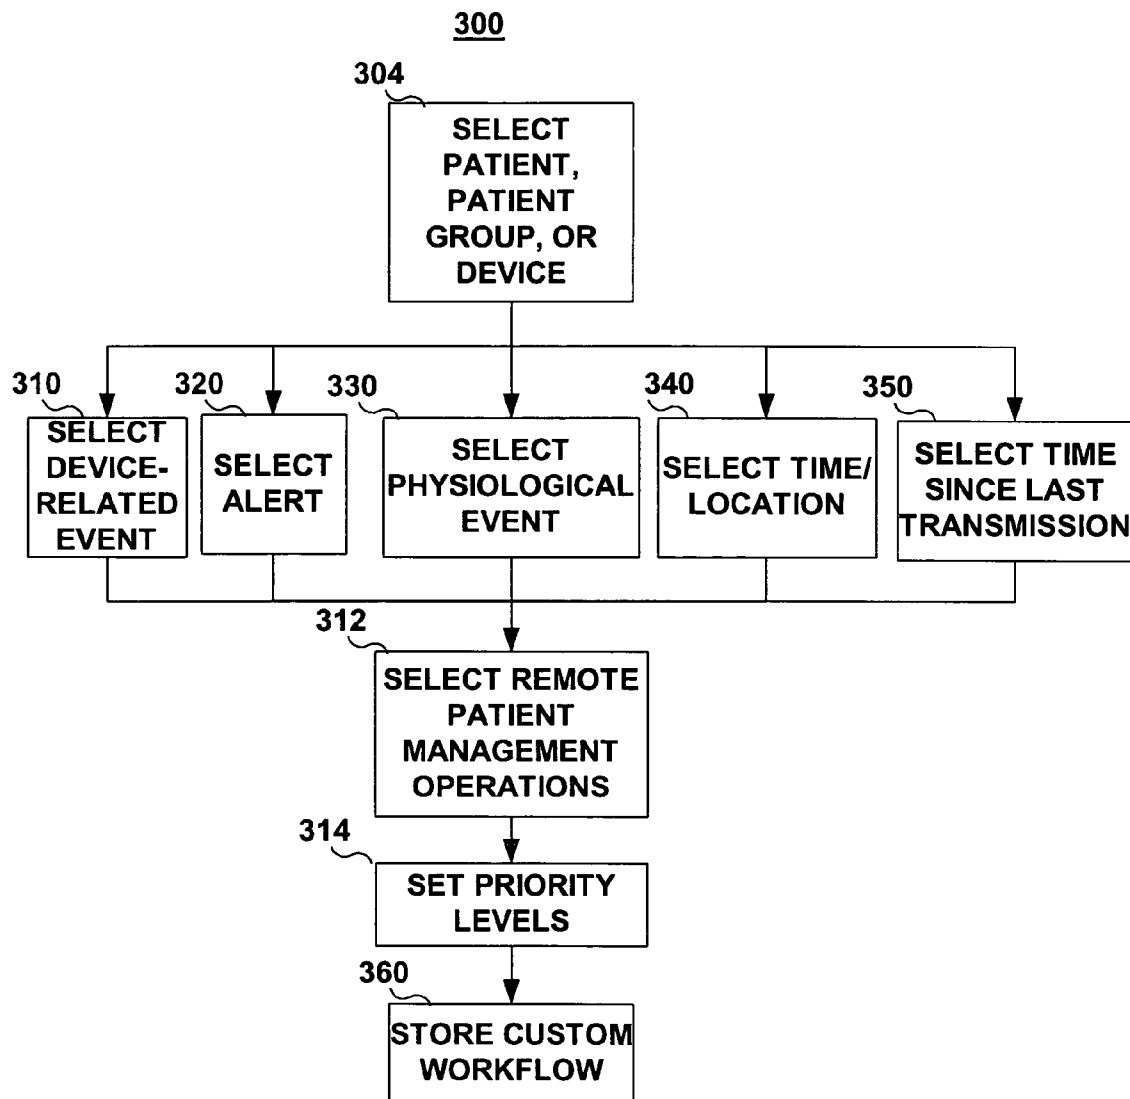 300
304
SELECT
PATIENT,
PATIENT
GROUP, OR
DEVICE
310
SELECT
DEVICE-
RELATED
EVENT
320
SELECT
ALERT
330
SELECT
PHYSIOLOGICAL
EVENT
340
SELECT TIME/
LOCATION
350
SELECT TIME
SINCE LAST
TRANSMISSION
312
SELECT REMOTE
PATIENT
MANAGEMENT
OPERATIONS
314
SET PRIORITY
LEVELS
360
STORE CUSTOM
WORKFLOW